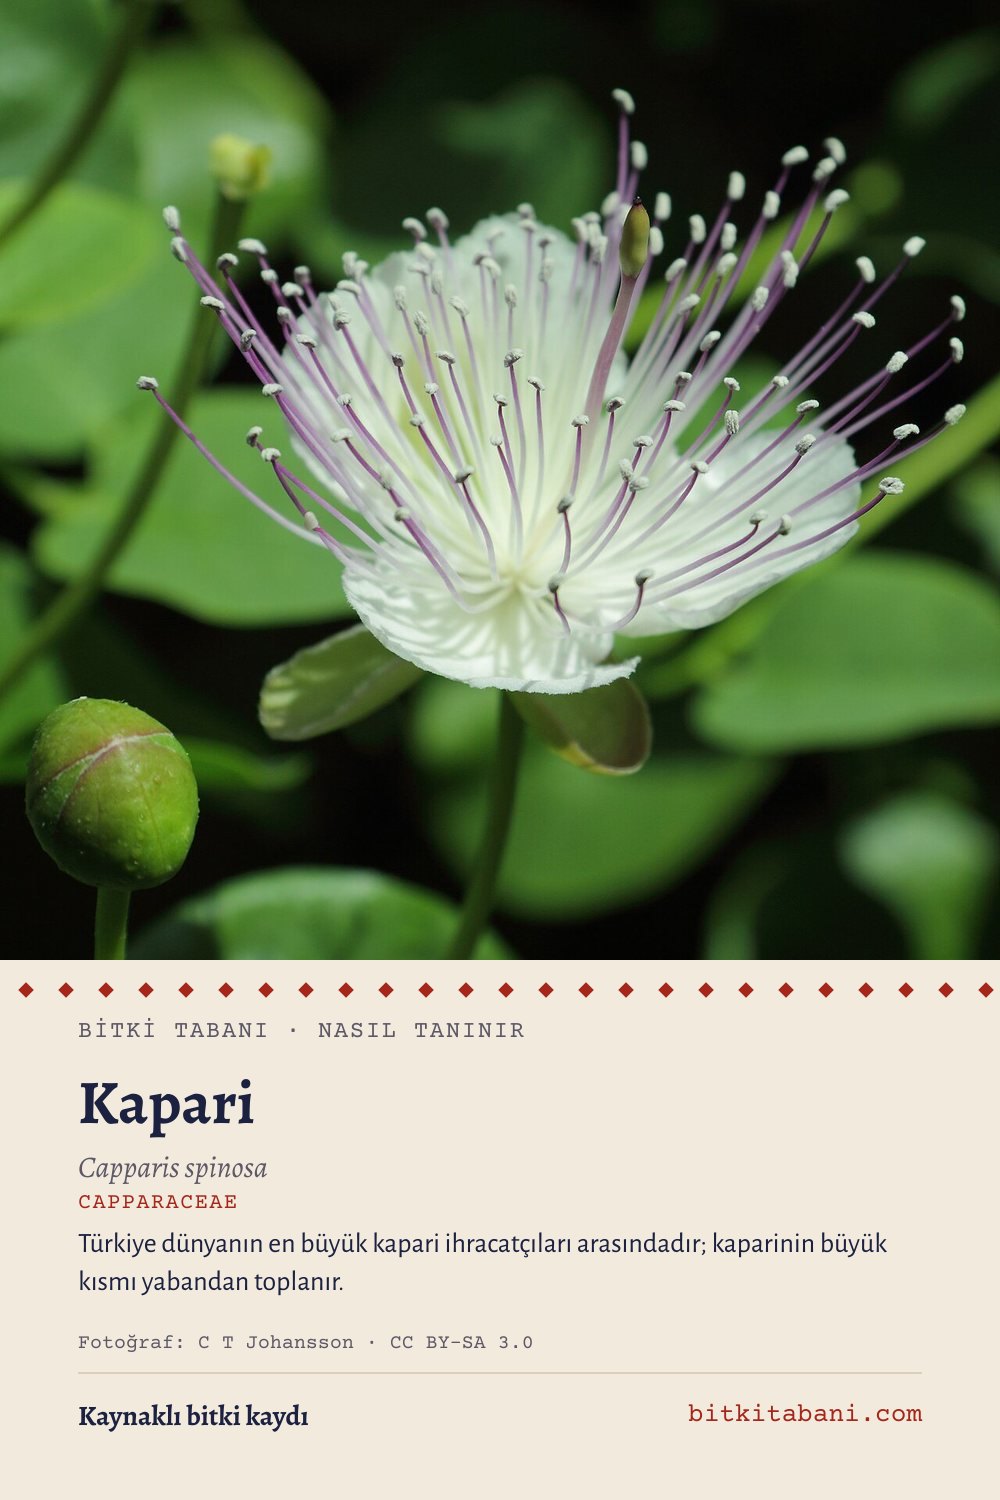 BİTKİ TABANI · NASIL TANINIR
Kapari
Capparis spinosa
CAPPARACEAE
Türkiye dünyanın en büyük kapari ihracatçıları arasındadır; kaparinin büyük
kısmı yabandan toplanır.
Fotoğraf: C T Johansson · CC BY-SA 3.0
Kaynaklı bitki kaydı
bitkitabani.com